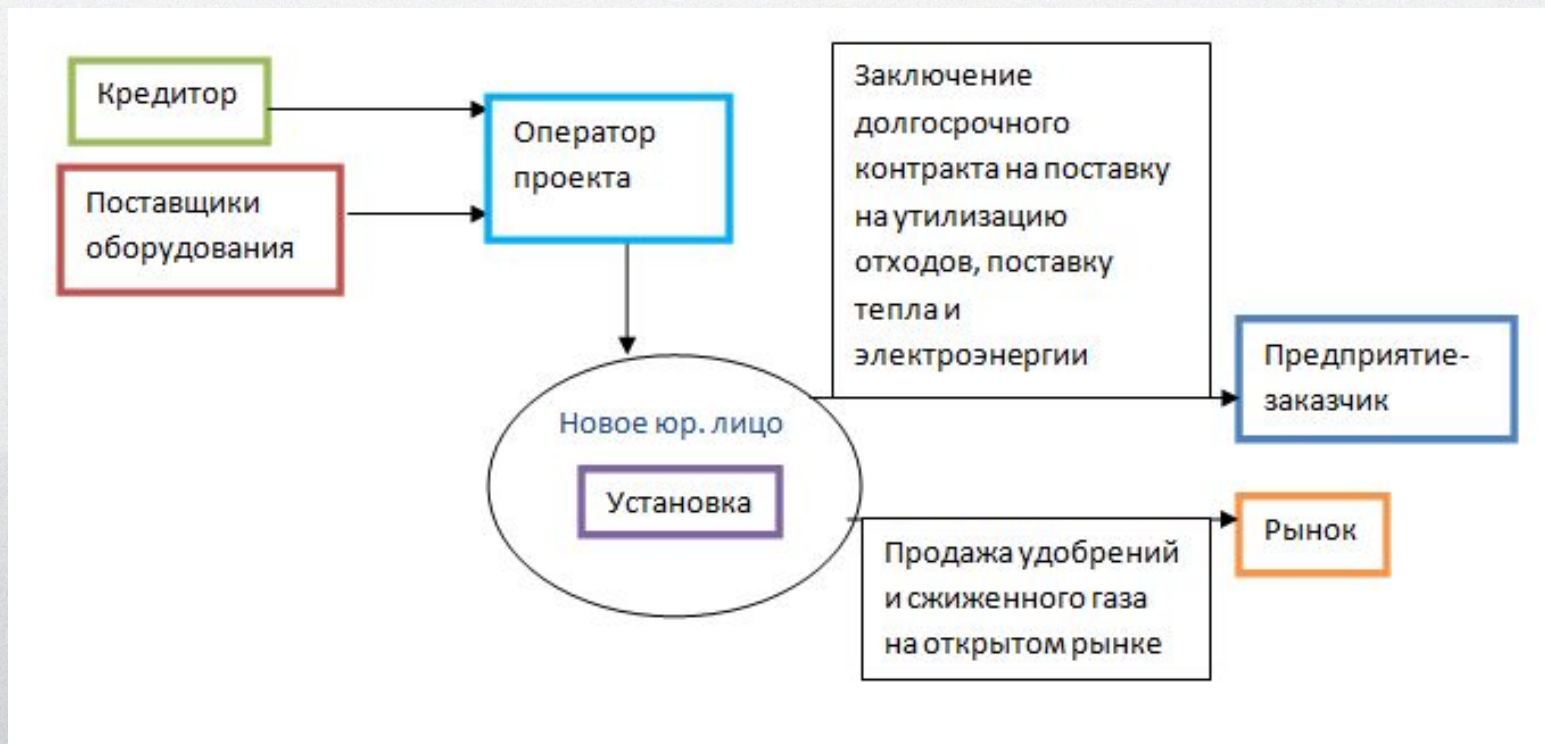 Кредитор
Поставщики
оборудования
Оператор
проекта
Заключение
долгосрочного
контракта на поставку
на утилизацию
отходов, поставку
тепла и
электроэнергии
Предприятие-
заказчик
Новое юр. лицо
Установка
Рынок
Продажа удобрений
и сжиженного газа
на открытом рынке